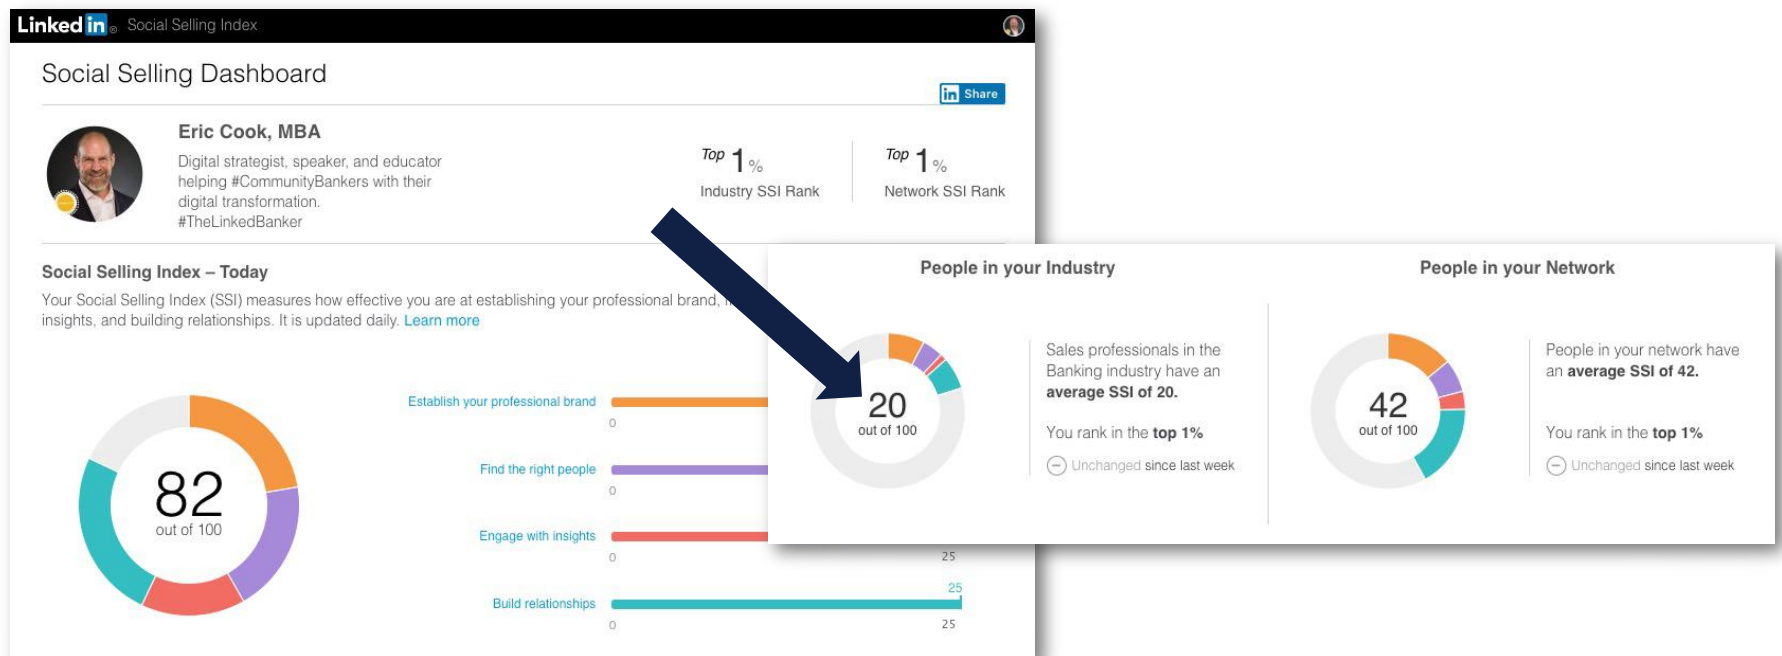 Linked in ® Social Selling Index
Social Selling Dashboard
in Share
Eric Cook, MBA
Digital strategist, speaker, and educator
helping #CommunityBankers with their
digital transformation.
#TheLinkedBanker
Top 1 %
Industry SSI Rank
Top 1 %
Network SSI Rank
Social Selling Index – Today
Your Social Selling Index (SSI) measures how effective you are at establishing your professional brand,
insights, and building relationships. It is updated daily. Learn more
82
out of 100
Establish your professional brand
0
Find the right people
0
Engage with insights
0
25
Build relationships
25
0
25
People in your Industry
20
out of 100
Sales professionals in the
Banking industry have an
average SSI of 20.
You rank in the top 1%
Unchanged since last week
People in your Network
42
out of 100
People in your network have
an average SSI of 42.
You rank in the top 1%
Unchanged since last week